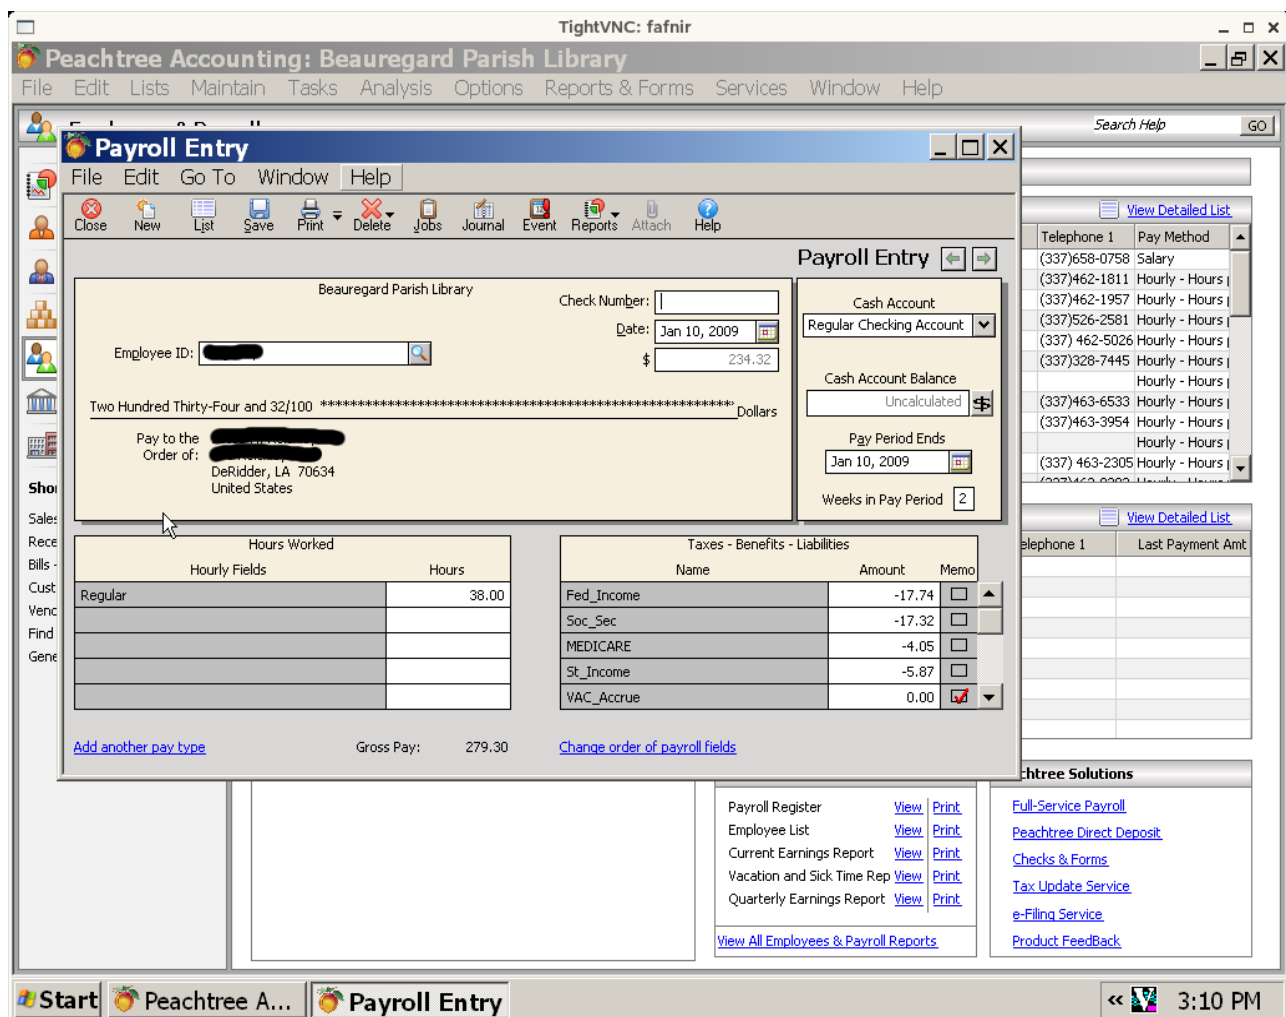 TightVNC: fafnir
Peachtree Accounting: Beauregard Parish Library
File Edit Lists Maintain Tasks Analysis Options Reports & Forms Services Window Help
Search Help GO
Payroll Entry
File Edit Go To Window Help
Close New List Save Print Delete Jobs Journal Event Reports Attach Help
Payroll Entry
Beauregard Parish Library
Check Number:
Date: Jan 10, 2009
Employee ID:
$ 234.32
Two Hundred Thirty-Four and 32/100 ****************************************************************** Dollars
Pay to the
Order of:
DeRidder, LA 70634
United States
Cash Account
Regular Checking Account
Cash Account Balance
Uncalculated
Pay Period Ends
Jan 10, 2009
Weeks in Pay Period 2
Hours Worked
Hourly Fields Hours
Regular 38.00
Taxes - Benefits - Liabilities
Name Amount Memo
Fed_Income -17.74
Soc_Sec -17.32
MEDICARE -4.05
St_Income -5.87
VAC_Accrue 0.00
Add another pay type
Gross Pay: 279.30
Change order of payroll fields
View Detailed List
Telephone 1 Pay Method
(337)658-0758 Salary
(337)462-1811 Hourly - Hours
(337)462-1957 Hourly - Hours
(337)526-2581 Hourly - Hours
(337) 462-5026 Hourly - Hours
(337)328-7445 Hourly - Hours
Hourly - Hours
(337)463-6533 Hourly - Hours
(337)463-3954 Hourly - Hours
Hourly - Hours
(337) 463-2305 Hourly - Hours
View Detailed List
elephone 1 Last Payment Amt
Sho
Sales
Rece
Bills -
Cust
Venc
Find
Gene
Payroll Register View Print
Employee List View Print
Current Earnings Report View Print
Vacation and Sick Time Rep View Print
Quarterly Earnings Report View Print
View All Employees & Payroll Reports
chtree Solutions
Full-Service Payroll
Peachtree Direct Deposit
Checks & Forms
Tax Update Service
e-Filing Service
Product FeedBack
Start Peachtree A... Payroll Entry « 3:10 PM